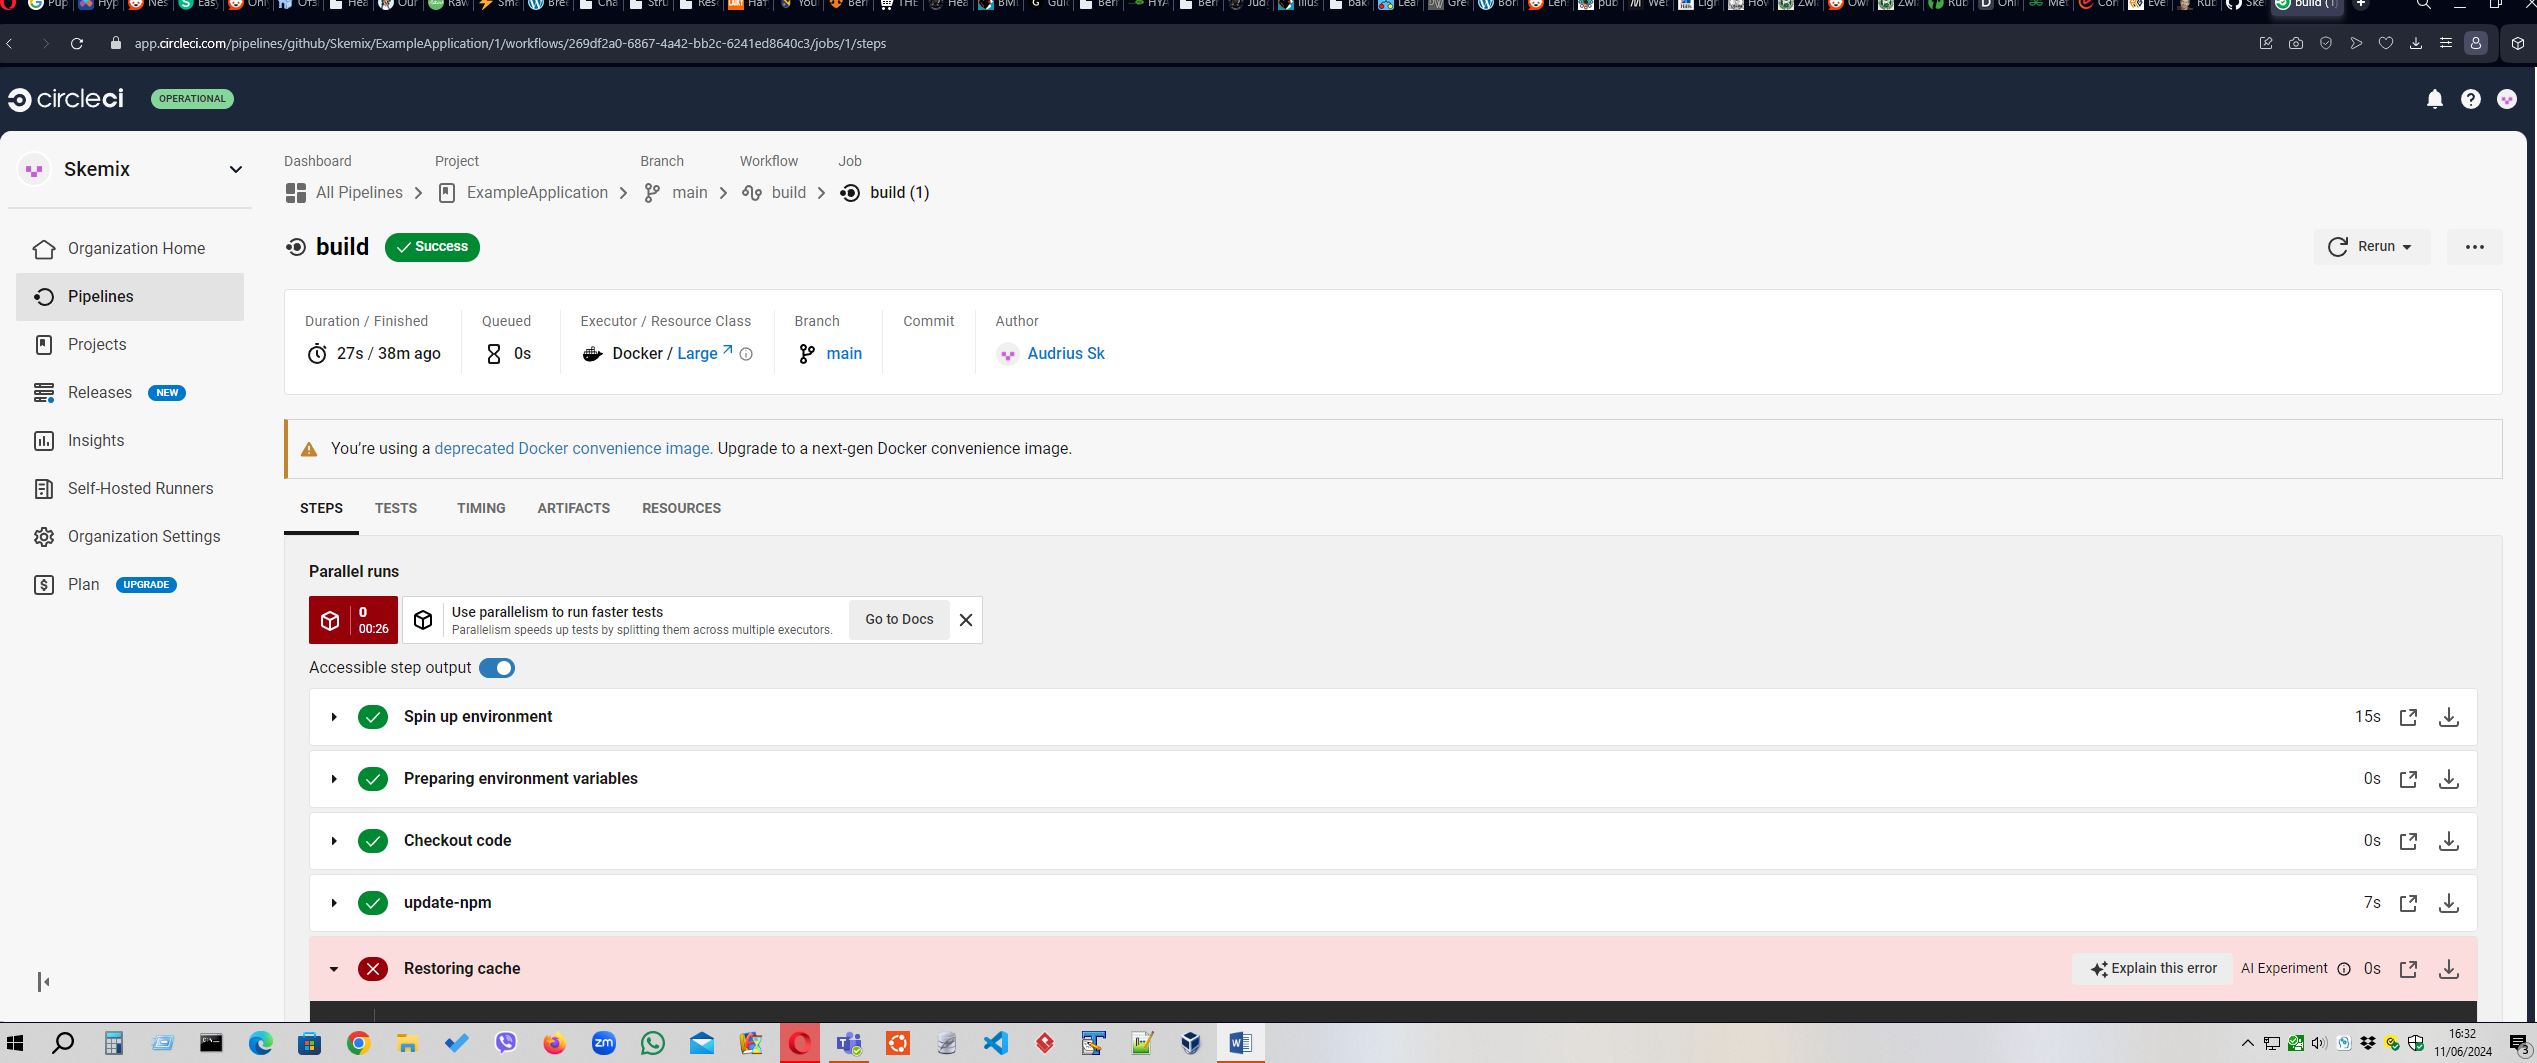 app.circleci.com/pipelines/github/Skemix/ExampleApplication/1/workflows/269df2a0-6867-4a42-bb2c-6241ed8640c3/jobs/1/steps
circleci
OPERATIONAL
Skemix
Dashboard Project Branch Workflow Job
All Pipelines ExampleApplication main build build (1)
build Success
Rerun
Organization Home
Pipelines
Projects
Releases NEW
Insights
Self-Hosted Runners
Organization Settings
Plan UPGRADE
Duration / Finished Queued Executor / Resource Class Branch Commit Author
27s / 38m ago 0s Docker / Large main Audrius Sk
You’re using a deprecated Docker convenience image. Upgrade to a next-gen Docker convenience image.
STEPS TESTS TIMING ARTIFACTS RESOURCES
Parallel runs
0
00:26
Use parallelism to run faster tests
Parallelism speeds up tests by splitting them across multiple executors.
Go to Docs
Accessible step output
Spin up environment 15s
Preparing environment variables 0s
Checkout code 0s
update-npm 7s
Restoring cache Explain this error AI Experiment 0s
zm
16:32
11/06/2024
3